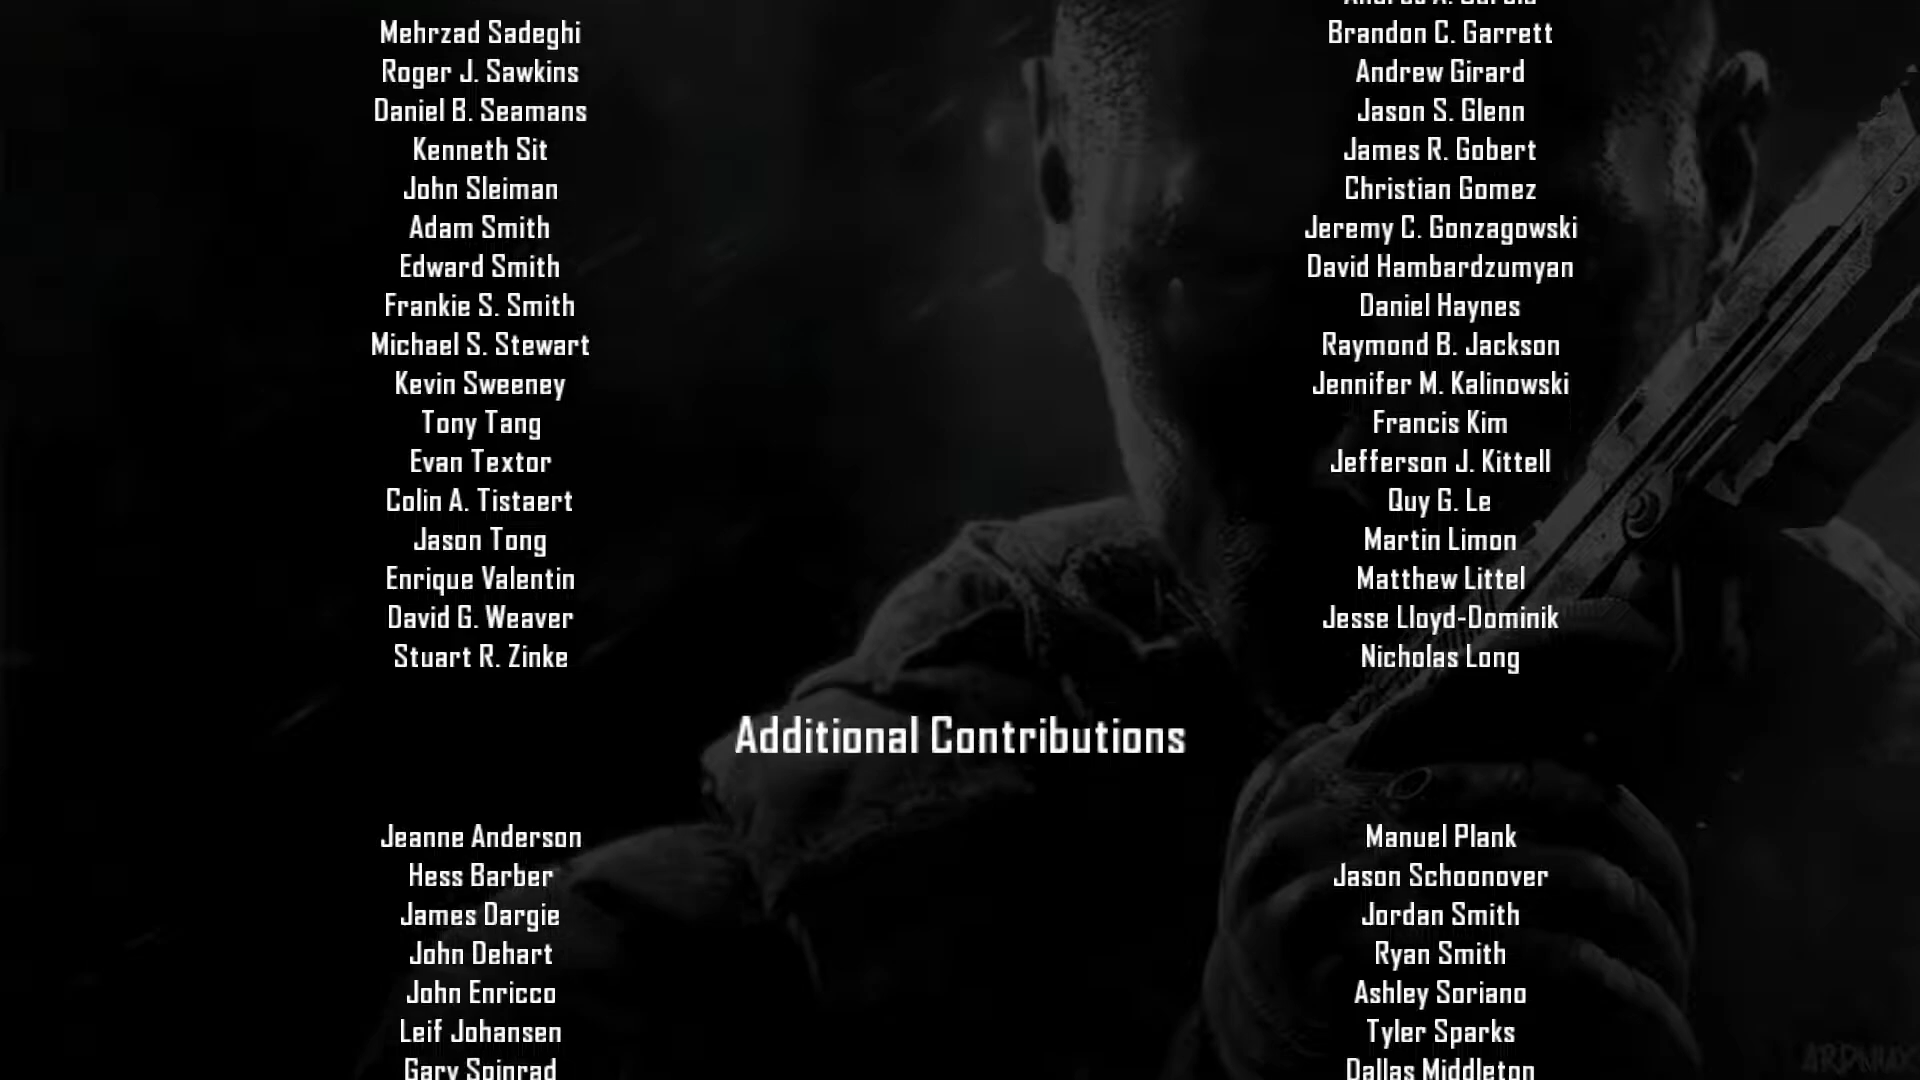 Mehrzad Sadeghi
Roger J. Sawkins
Daniel B. Seamans
Kenneth Sit
John Sleiman
Adam Smith
Edward Smith
Frankie S. Smith
Michael S. Stewart
Kevin Sweeney
Tony Tang
Evan Textor
Colin A. Tistaert
Jason Tong
Enrique Valentin
David G. Weaver
Stuart R. Zinke
Brandon C. Garrett
Andrew Girard
Jason S. Glenn
James R. Gobert
Christian Gomez
Jeremy C. Gonzagowski
David Hambardzumyan
Daniel Haynes
Raymond B. Jackson
Jennifer M. Kalinowski
Francis Kim
Jefferson J. Kittell
Quy G. Le
Martin Limon
Matthew Littel
Jesse Lloyd-Dominik
Nicholas Long
Additional Contributions
Jeanne Anderson
Hess Barber
James Dargie
John Dehart
John Enricco
Leif Johansen
Gary Spinrad
Manuel Plank
Jason Schoonover
Jordan Smith
Ryan Smith
Ashley Soriano
Tyler Sparks
Dallas Middleton